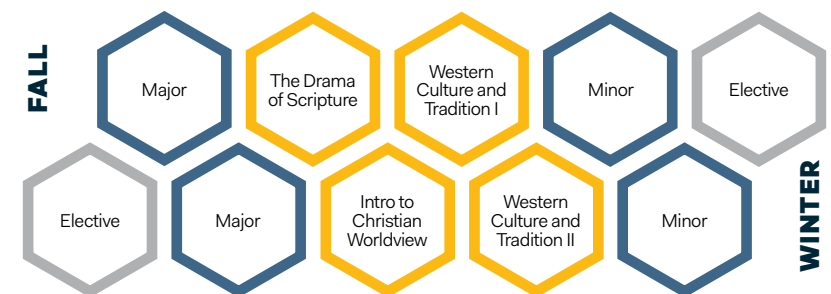 FALL
Major
The Drama
of Scripture
Western
Culture and
Tradition I
Minor
Elective
Elective
Major
Intro to
Christian
Worldview
Western
Culture and
Tradition II
Minor
WINTER